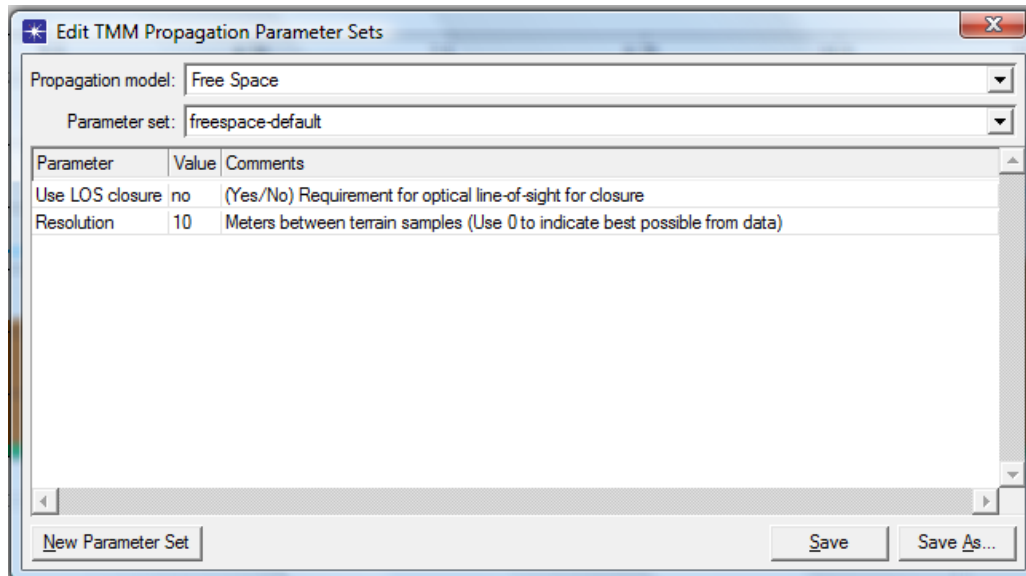 Edit TMM Propagation Parameter Sets
Propagation model: Free Space
Parameter set: freespace-default
Parameter Value Comments
Use LOS closure no (Yes/No) Requirement for optical line-of-sight for closure
Resolution 10 Meters between terrain samples (Use 0 to indicate best possible from data)
New Parameter Set Save Save As...